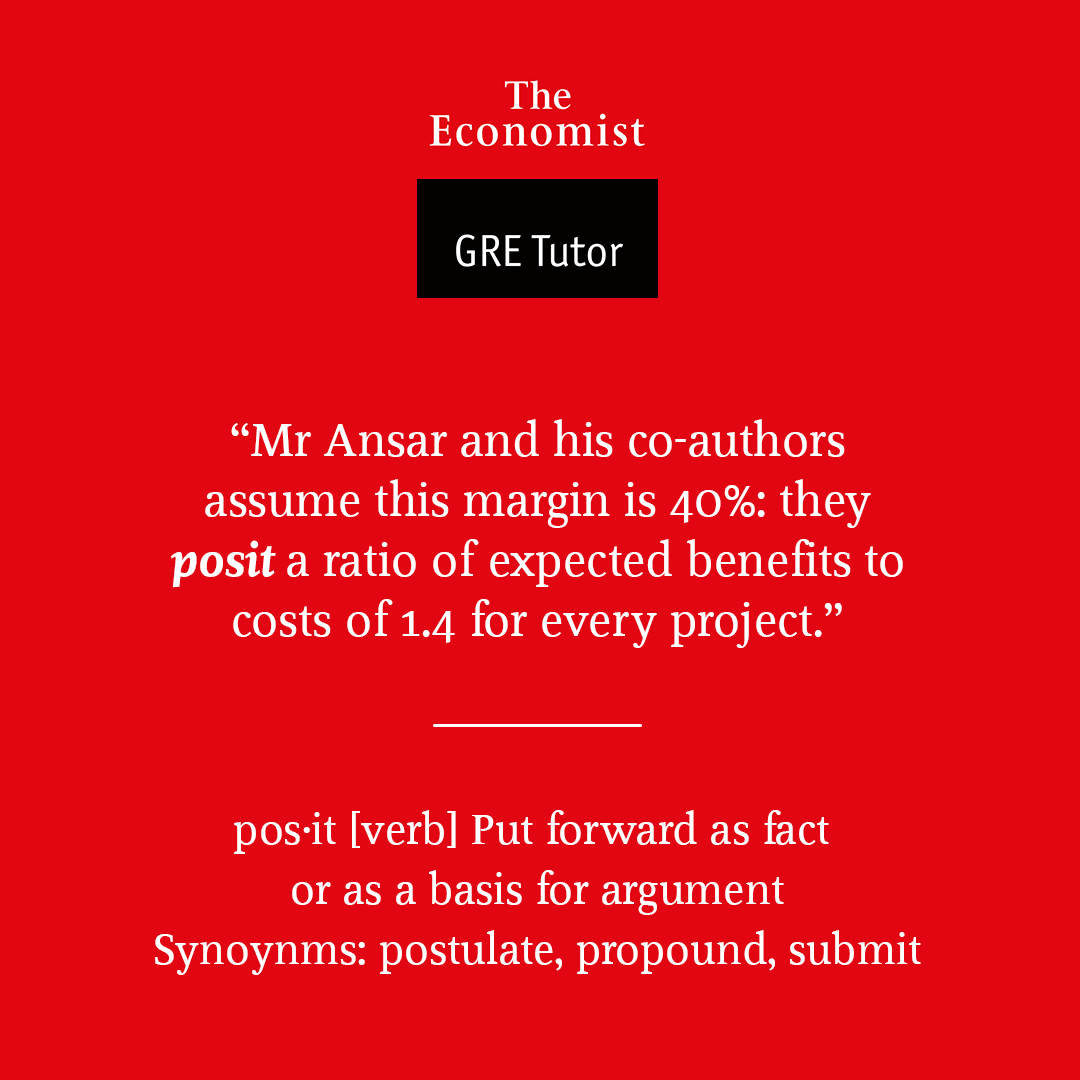 The
Economist
GRE Tutor
“Mr Ansar and his co-authors
assume this margin is 40%: they
posit a ratio of expected benefits to
costs of 1.4 for every project.”
pos·it [verb] Put forward as fact
or as a basis for argument
Synoynms: postulate, propound, submit